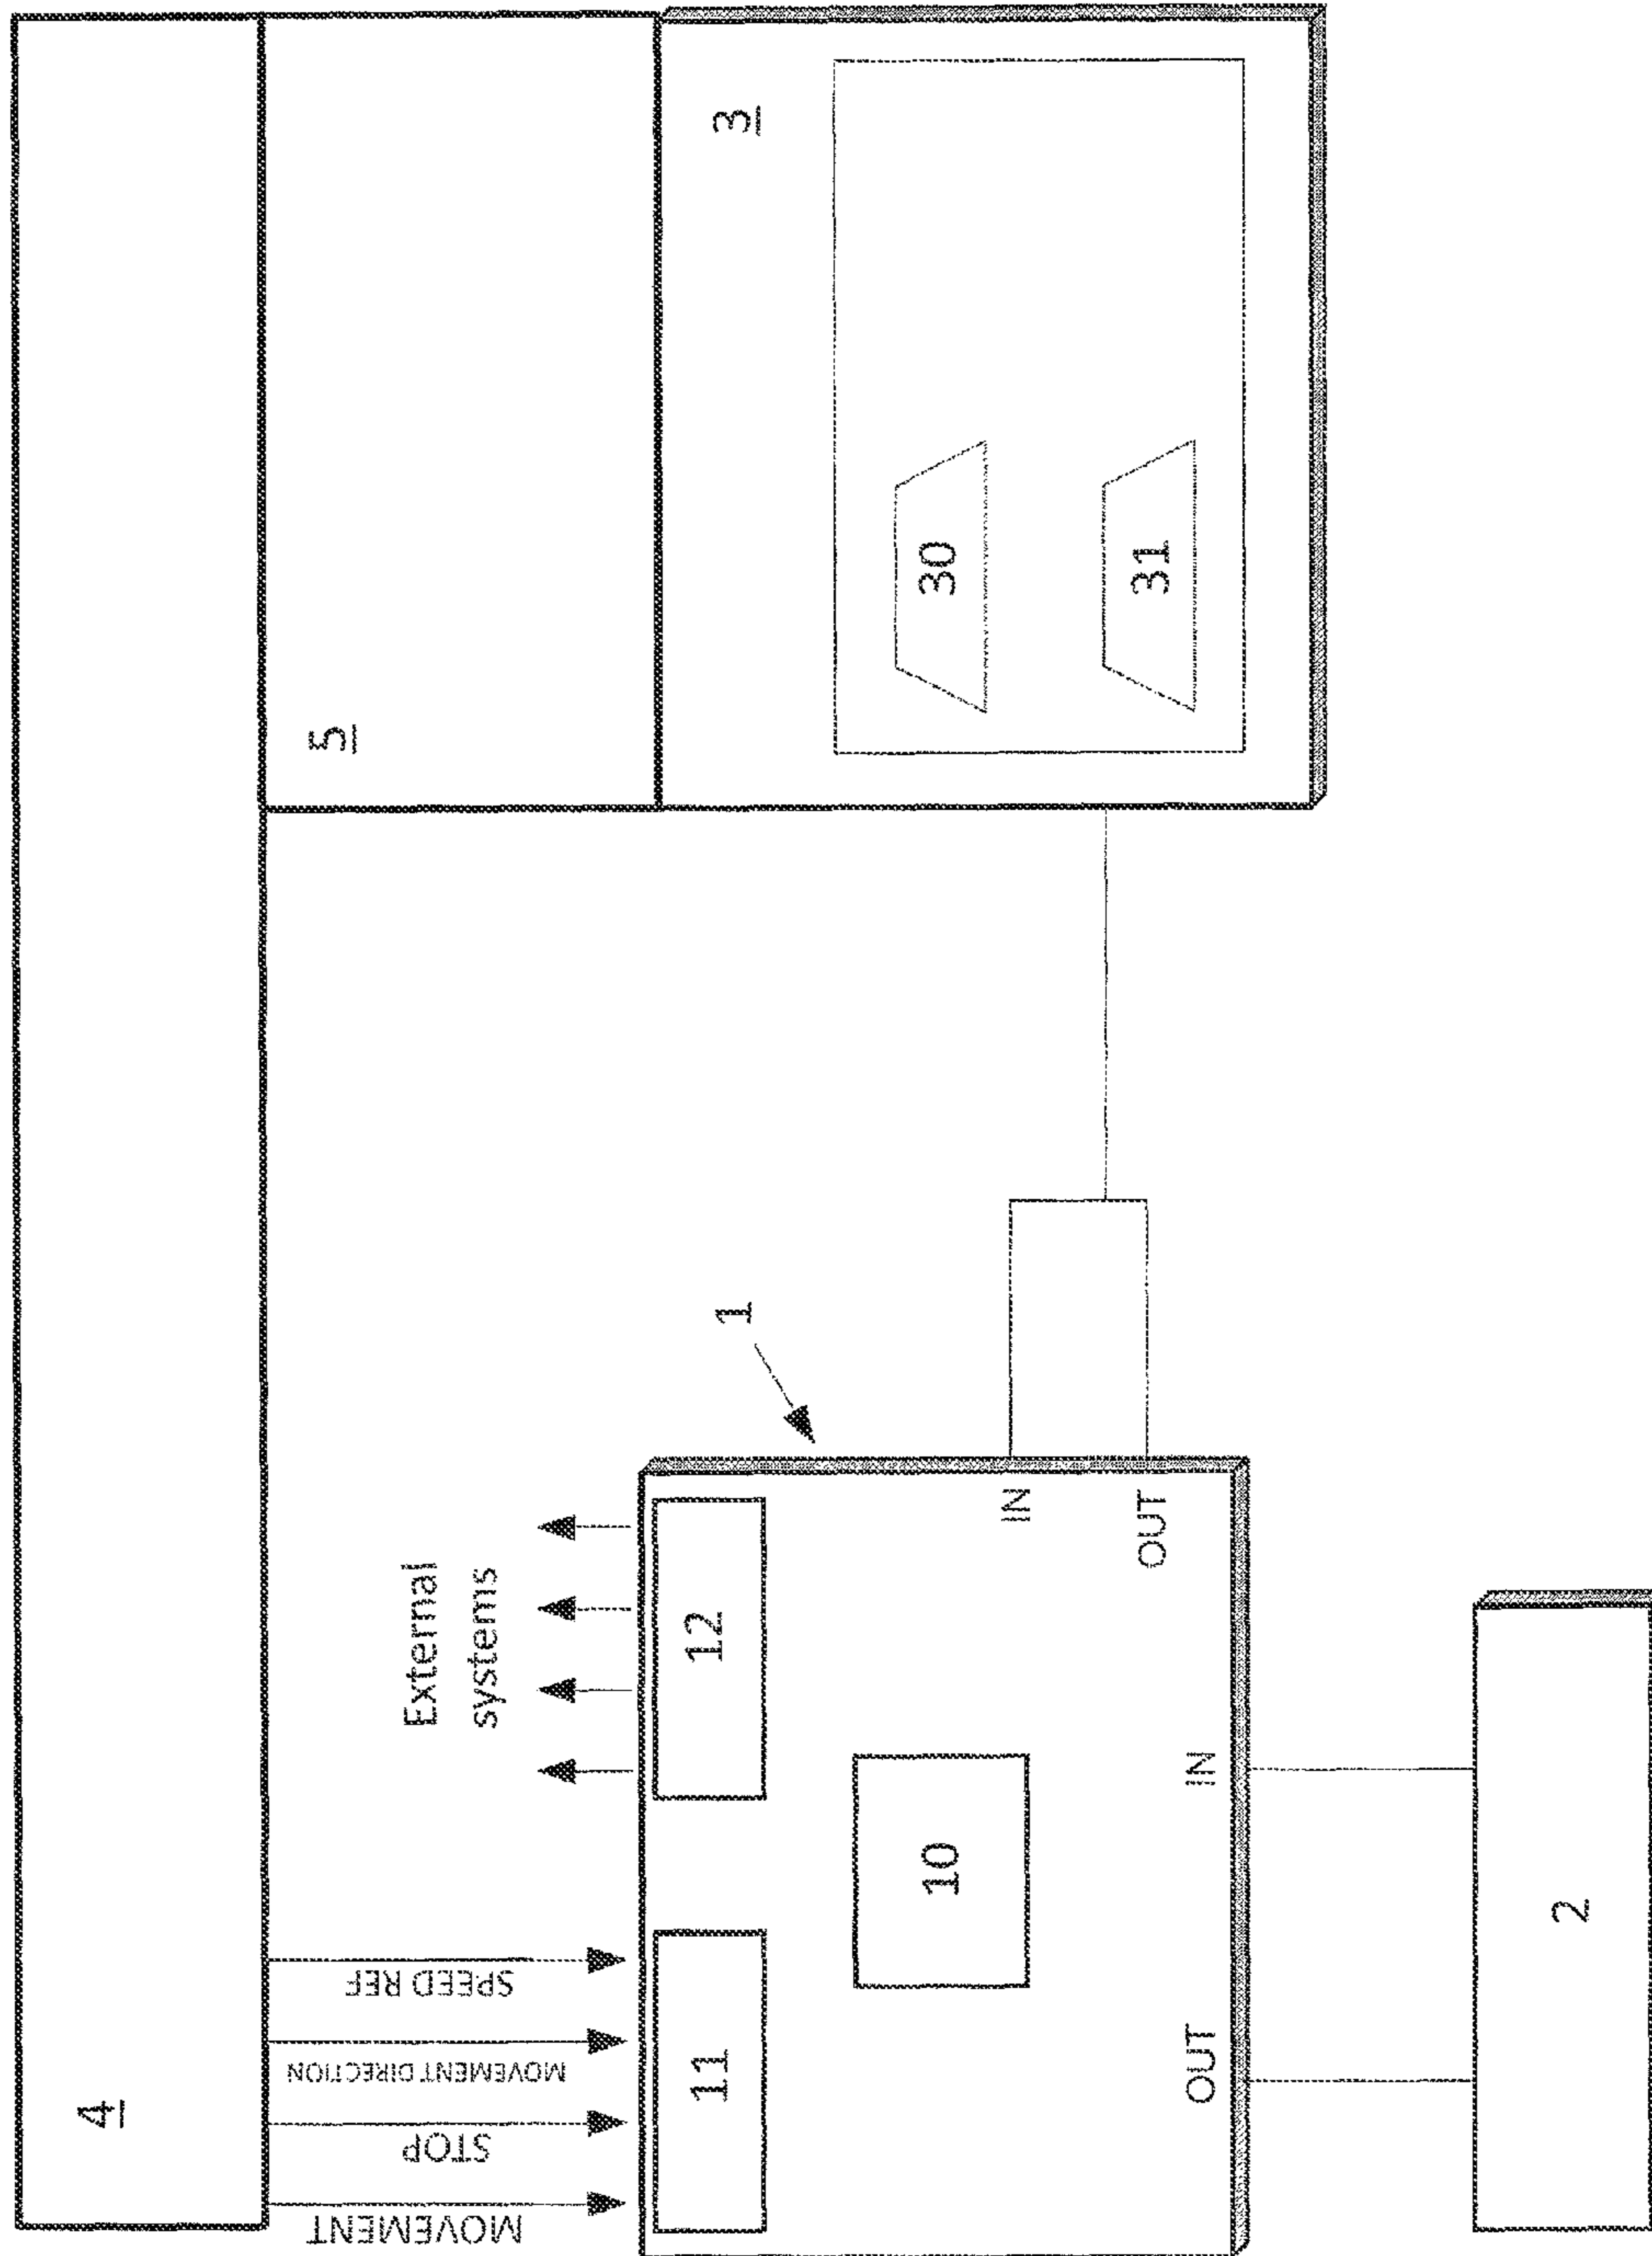 4
5
3
30
31
MOVEMENT
STOP
MOVEMENT DIRECTION
SPEED REF
External
systems
1
11
12
10
IN
OUT
OUT
IN
2